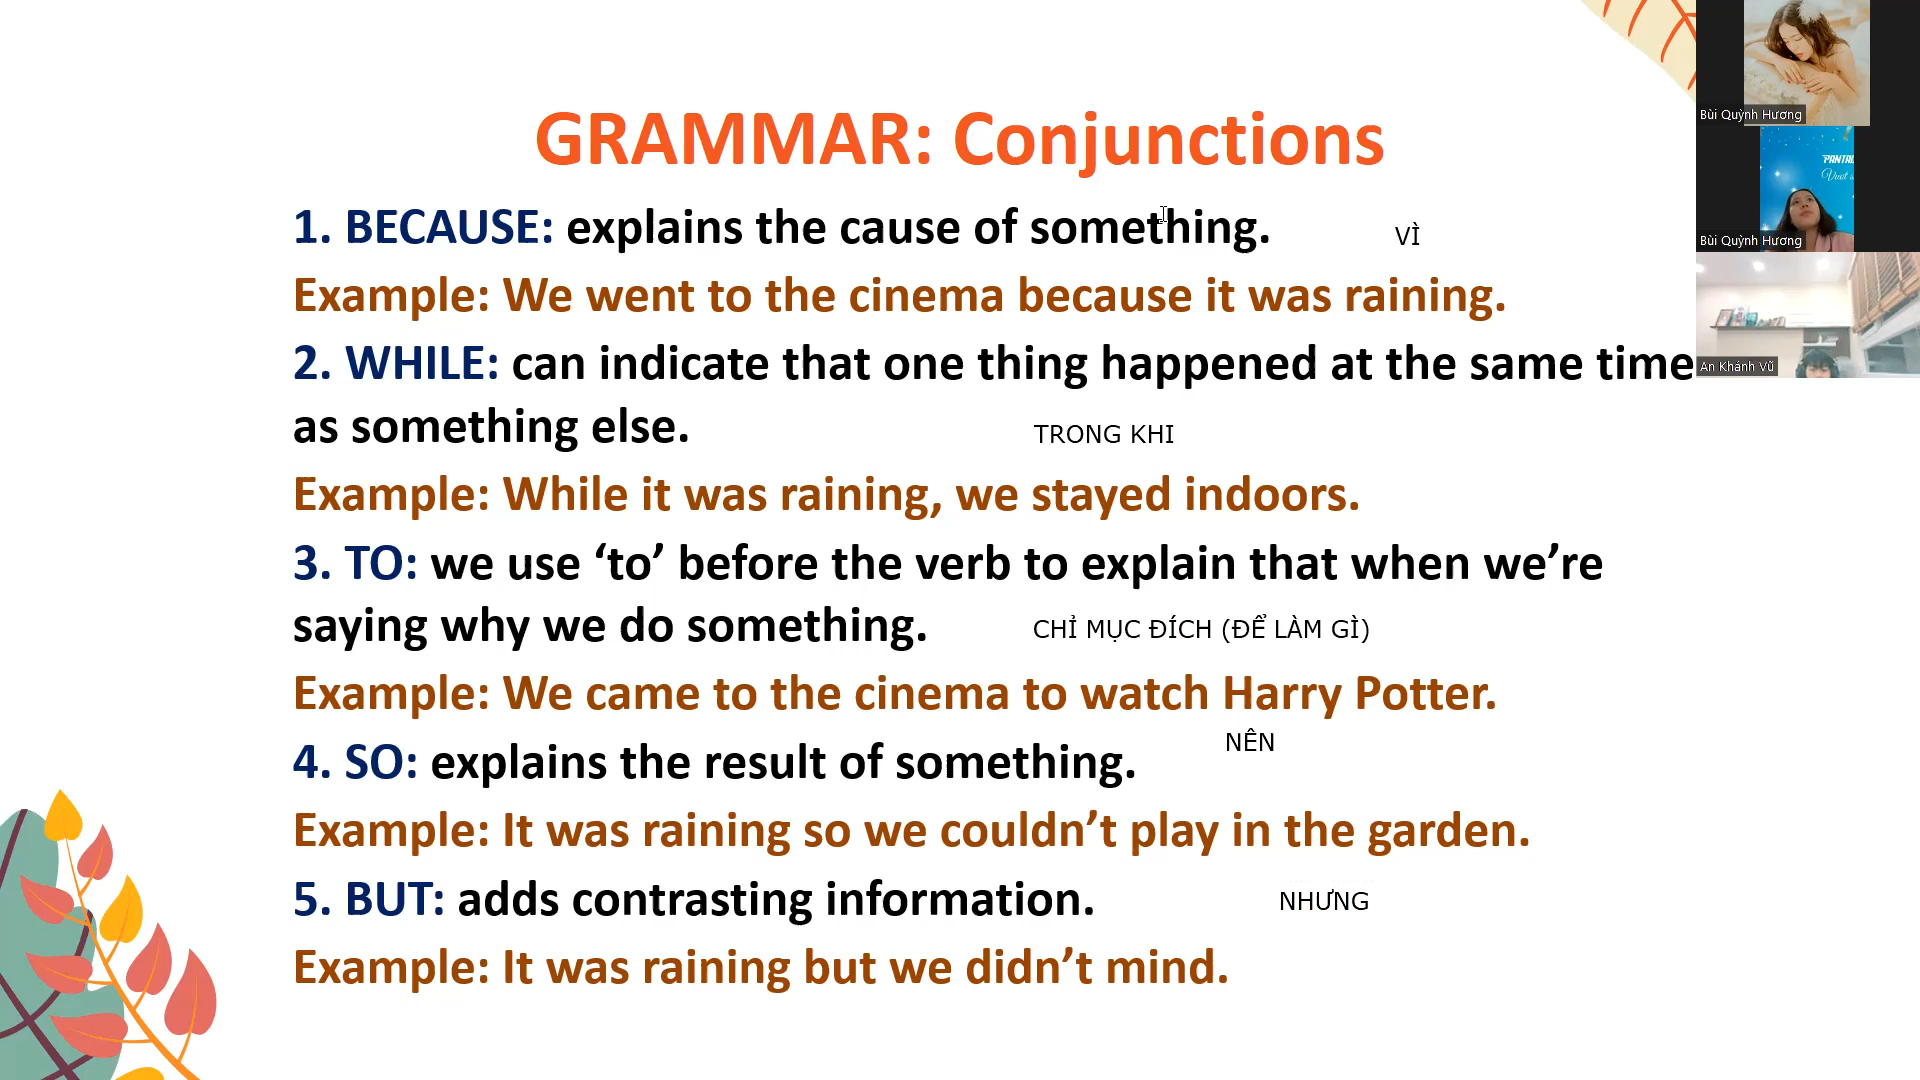 GRAMMAR: Conjunctions
1. BECAUSE: explains the cause of something.
VÌ
Example: We went to the cinema because it was raining.
2. WHILE: can indicate that one thing happened at the same time
as something else.
TRONG KHI
Example: While it was raining, we stayed indoors.
3. TO: we use ‘to’ before the verb to explain that when we’re
saying why we do something.
CHỈ MỤC ĐÍCH (ĐỂ LÀM GÌ)
Example: We came to the cinema to watch Harry Potter.
NÊN
4. SO: explains the result of something.
Example: It was raining so we couldn’t play in the garden.
5. BUT: adds contrasting information.
NHƯNG
Example: It was raining but we didn’t mind.
Bùi Quỳnh Hương
Bùi Quỳnh Hương
An Khánh Vũ